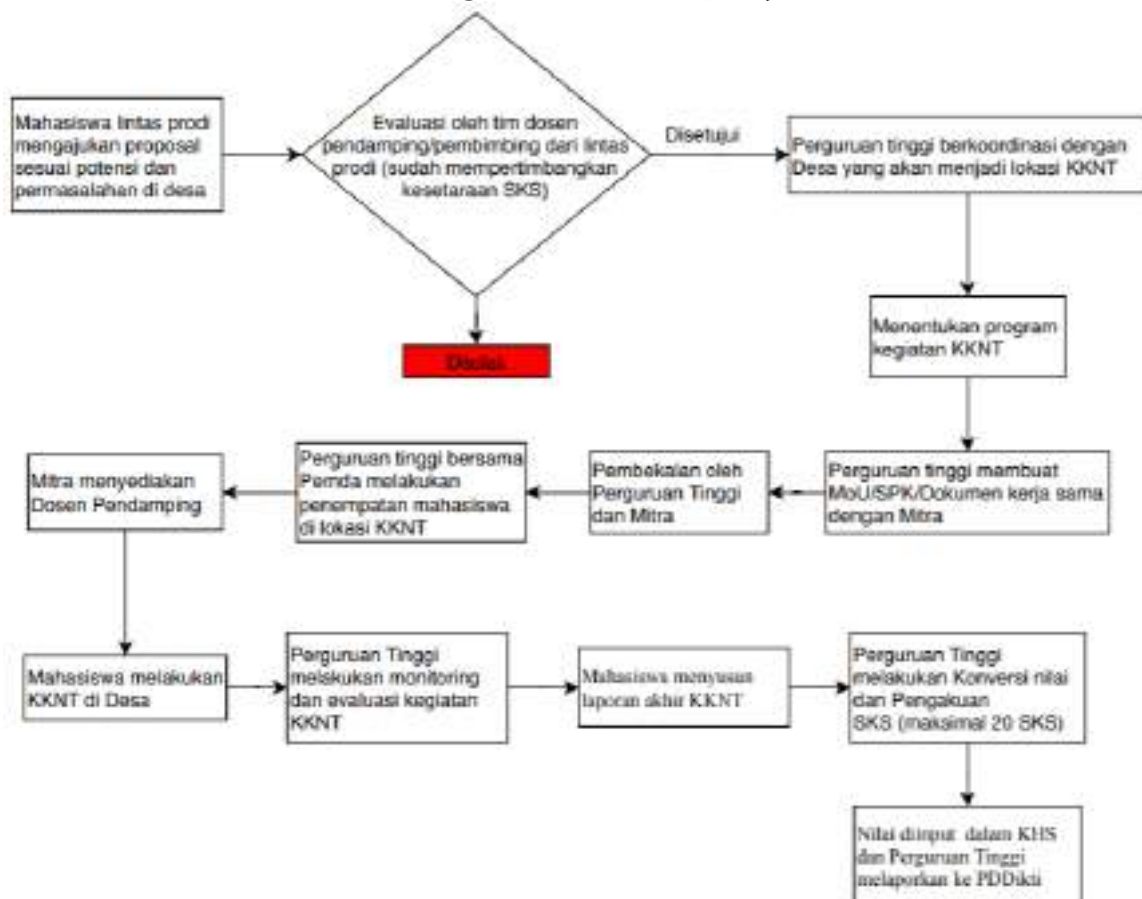 Mahasiswa lintas prodi
mengajukan proposal
sesuai potensi dan
permasalahan di desa
Evaluasi oleh tim dosen
pendamping/pembimbing dari lintas
prodi (sudah mempertimbangkan
kesetaraan SKS)
Disetujui
Perguruan tinggi berkoordinasi dengan
Desa yang akan menjadi lokasi KKNT
Menentukan program
kegiatan KKNT
Perguruan tinggi membuat
MoU/SPK/Dokumen kerja sama
dengan Mitra
Pembekalan oleh
Perguruan Tinggi
dan Mitra
Perguruan tinggi bersama
Pemda melakukan
penempatan mahasiswa
di lokasi KKNT
Mitra menyediakan
Dosen Pendamping
Mahasiswa melakukan
KKNT di Desa
Perguruan Tinggi
melakukan monitoring
dan evaluasi kegiatan
KKNT
Mahasiswa menyusun
laporan akhir KKNT
Perguruan Tinggi
melakukan Konversi nilai
dan Pengakuan
SKS (maksimal 20 SKS)
Nilai diinput dalam KHS
dan Perguruan Tinggi
melaporkan ke PDDikti